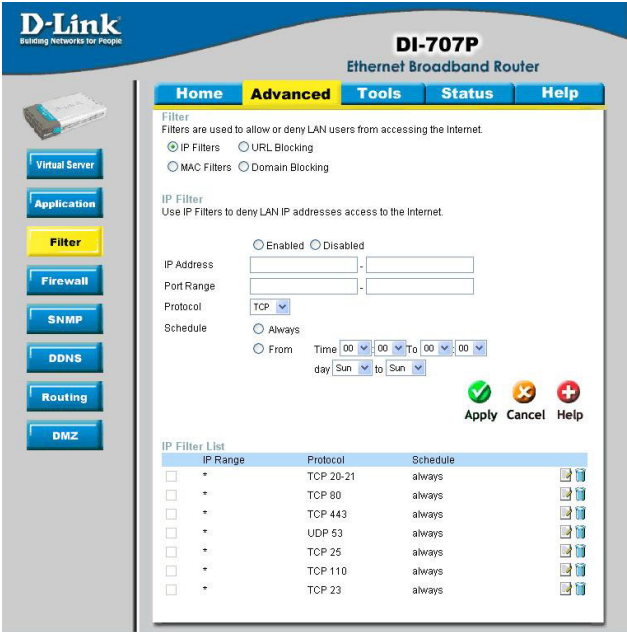 D-Link
Building Networks for People
DI-707P
Ethernet Broadband Router
Home Advanced Tools Status Help
Virtual Server
Application
Filter
Firewall
SNMP
DDNS
Routing
DMZ
Filter
Filters are used to allow or deny LAN users from accessing the Internet.
IP Filters URL Blocking
MAC Filters Domain Blocking
IP Filter
Use IP Filters to deny LAN IP addresses access to the Internet.
Enabled Disabled
IP Address -
Port Range -
Protocol TCP
Schedule Always
From Time 00 : 00 To 00 : 00
day Sun to Sun
Apply Cancel Help
IP Filter List
IP Range Protocol Schedule
* TCP 20-21 always
* TCP 80 always
* TCP 443 always
* UDP 53 always
* TCP 25 always
* TCP 110 always
* TCP 23 always